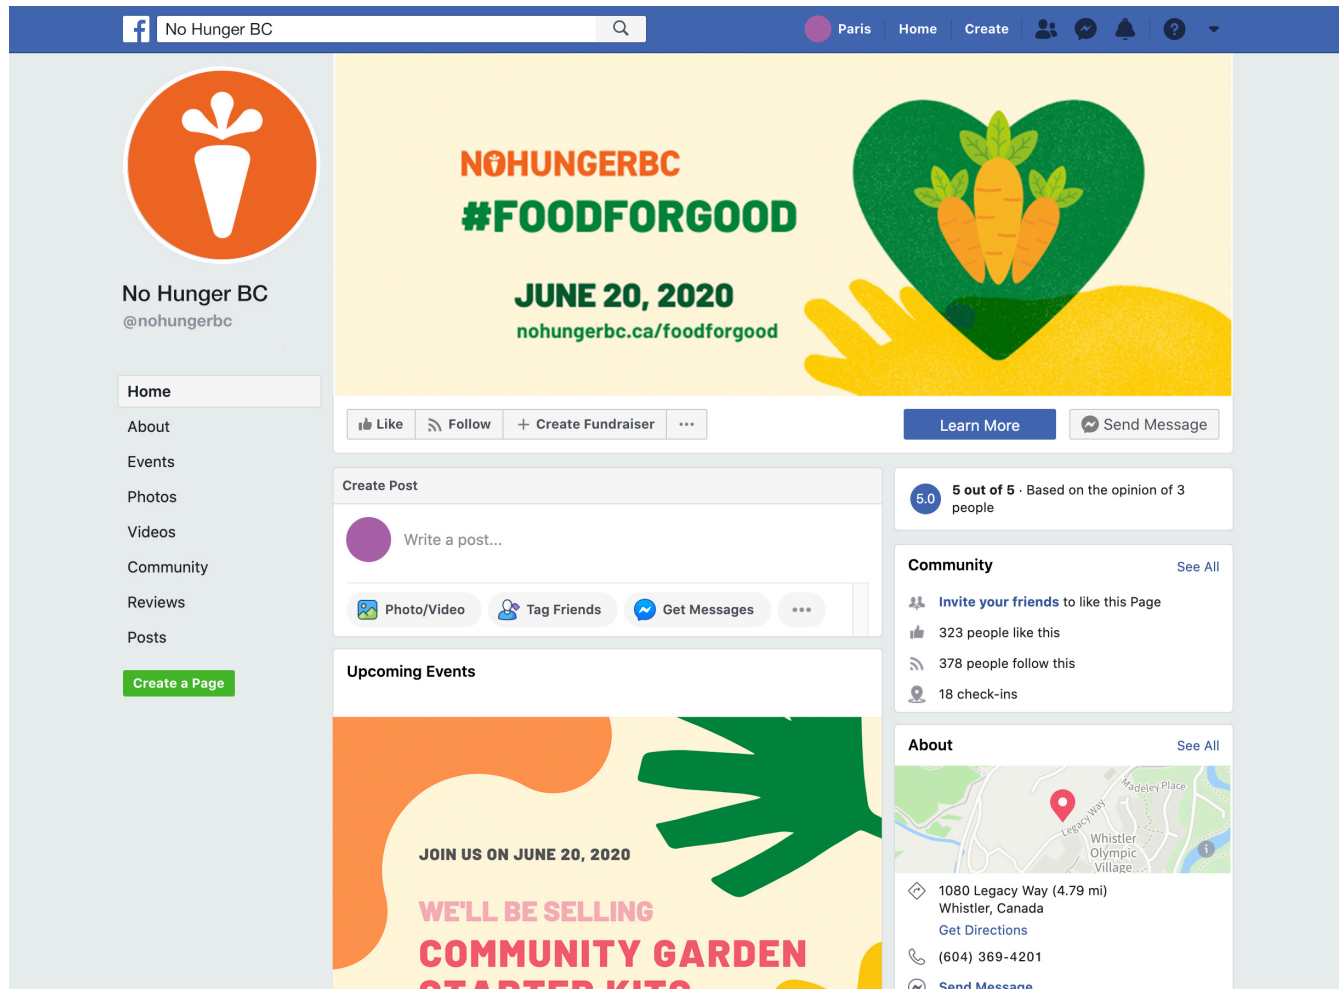 No Hunger BC
Paris
Home
Create
NOHUNGERBC
#FOODFORGOOD
JUNE 20, 2020
nohungerbc.ca/foodforgood
No Hunger BC
@nohungerbc
Home
About
Events
Photos
Videos
Community
Reviews
Posts
Create a Page
Like
Follow
+ Create Fundraiser
Learn More
Send Message
Create Post
Write a post...
Photo/Video
Tag Friends
Get Messages
Upcoming Events
JOIN US ON JUNE 20, 2020
WE'LL BE SELLING
COMMUNITY GARDEN
STARTER KITS
5.0
5 out of 5 · Based on the opinion of 3
people
Community
See All
Invite your friends to like this Page
323 people like this
378 people follow this
18 check-ins
About
See All
Madeley Place
Legacy Way
Whistler
Olympic
Village
1080 Legacy Way (4.79 mi)
Whistler, Canada
Get Directions
(604) 369-4201
Send Message